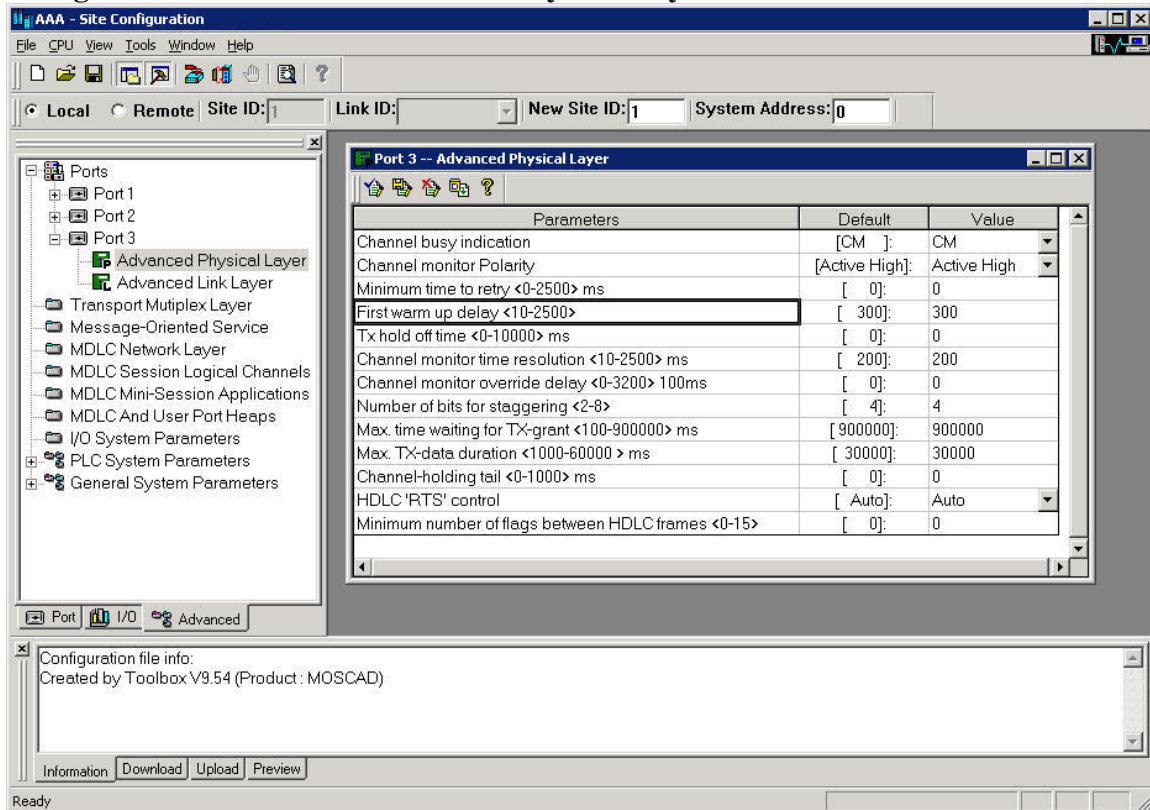 AAA - Site Configuration
File CPU View Tools Window Help
Local Remote Site ID: 1 Link ID: New Site ID: 1 System Address: 0
Ports
Port 1
Port 2
Port 3
Advanced Physical Layer
Advanced Link Layer
Transport Mutiplex Layer
Message-Oriented Service
MDLC Network Layer
MDLC Session Logical Channels
MDLC Mini-Session Applications
MDLC And User Port Heaps
I/O System Parameters
PLC System Parameters
General System Parameters
Port I/O Advanced
Port 3 -- Advanced Physical Layer
Parameters Default Value
Channel busy indication [CM ]: CM
Channel monitor Polarity [Active High]: Active High
Minimum time to retry <0-2500> ms [ 0]: 0
First warm up delay <10-2500> [ 300]: 300
Tx hold off time <0-10000> ms [ 0]: 0
Channel monitor time resolution <10-2500> ms [ 200]: 200
Channel monitor override delay <0-3200> 100ms [ 0]: 0
Number of bits for staggering <2-8> [ 4]: 4
Max. time waiting for TX-grant <100-900000> ms [ 900000]: 900000
Max. TX-data duration <1000-60000 > ms [ 30000]: 30000
Channel-holding tail <0-1000> ms [ 0]: 0
HDLC 'RTS' control [ Auto]: Auto
Minimum number of flags between HDLC frames <0-15> [ 0]: 0
Configuration file info:
Created by Toolbox V9.54 (Product : MOSCAD)
Information Download Upload Preview
Ready